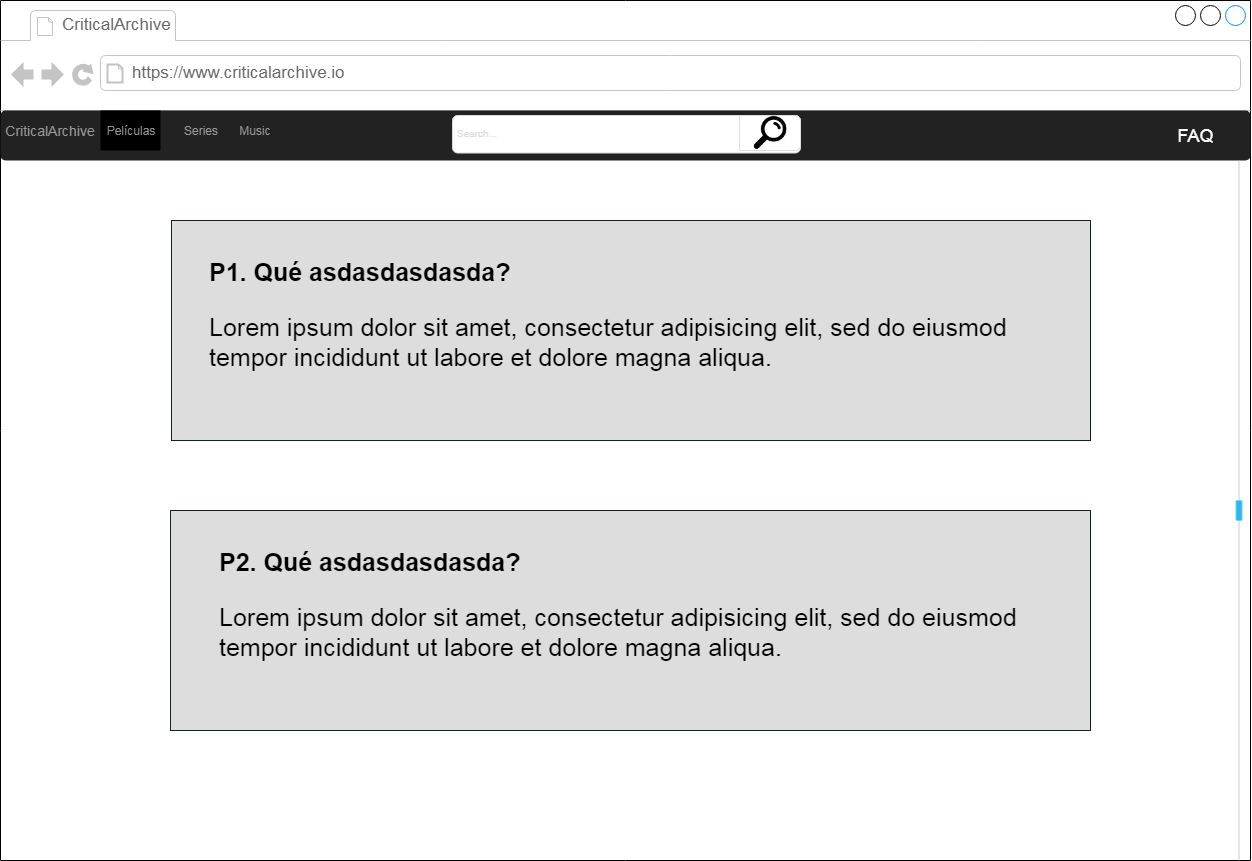 CriticalArchive
https://www.criticalarchive.io
CriticalArchive Películas Series Music Search... FAQ
P1. Qué asdasdasdasda?
Lorem ipsum dolor sit amet, consectetur adipisicing elit, sed do eiusmod
tempor incididunt ut labore et dolore magna aliqua.
P2. Qué asdasdasdasda?
Lorem ipsum dolor sit amet, consectetur adipisicing elit, sed do eiusmod
tempor incididunt ut labore et dolore magna aliqua.